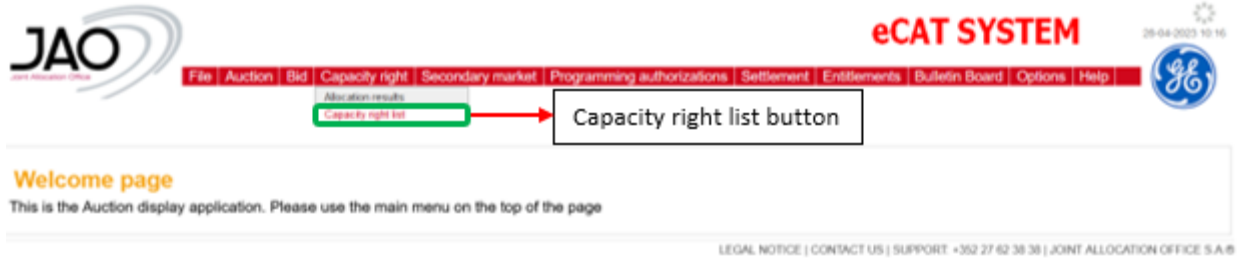 JAO
Joint Allocation Office
eCAT SYSTEM
28-04-2023 10:16
File Auction Bid Capacity right Secondary market Programming authorizations Settlement Entitlements Bulletin Board Options Help
Allocation results
Capacity right list
Capacity right list button
Welcome page
This is the Auction display application. Please use the main menu on the top of the page
LEGAL NOTICE | CONTACT US | SUPPORT: +352 27 62 38 38 | JOINT ALLOCATION OFFICE S.A.©